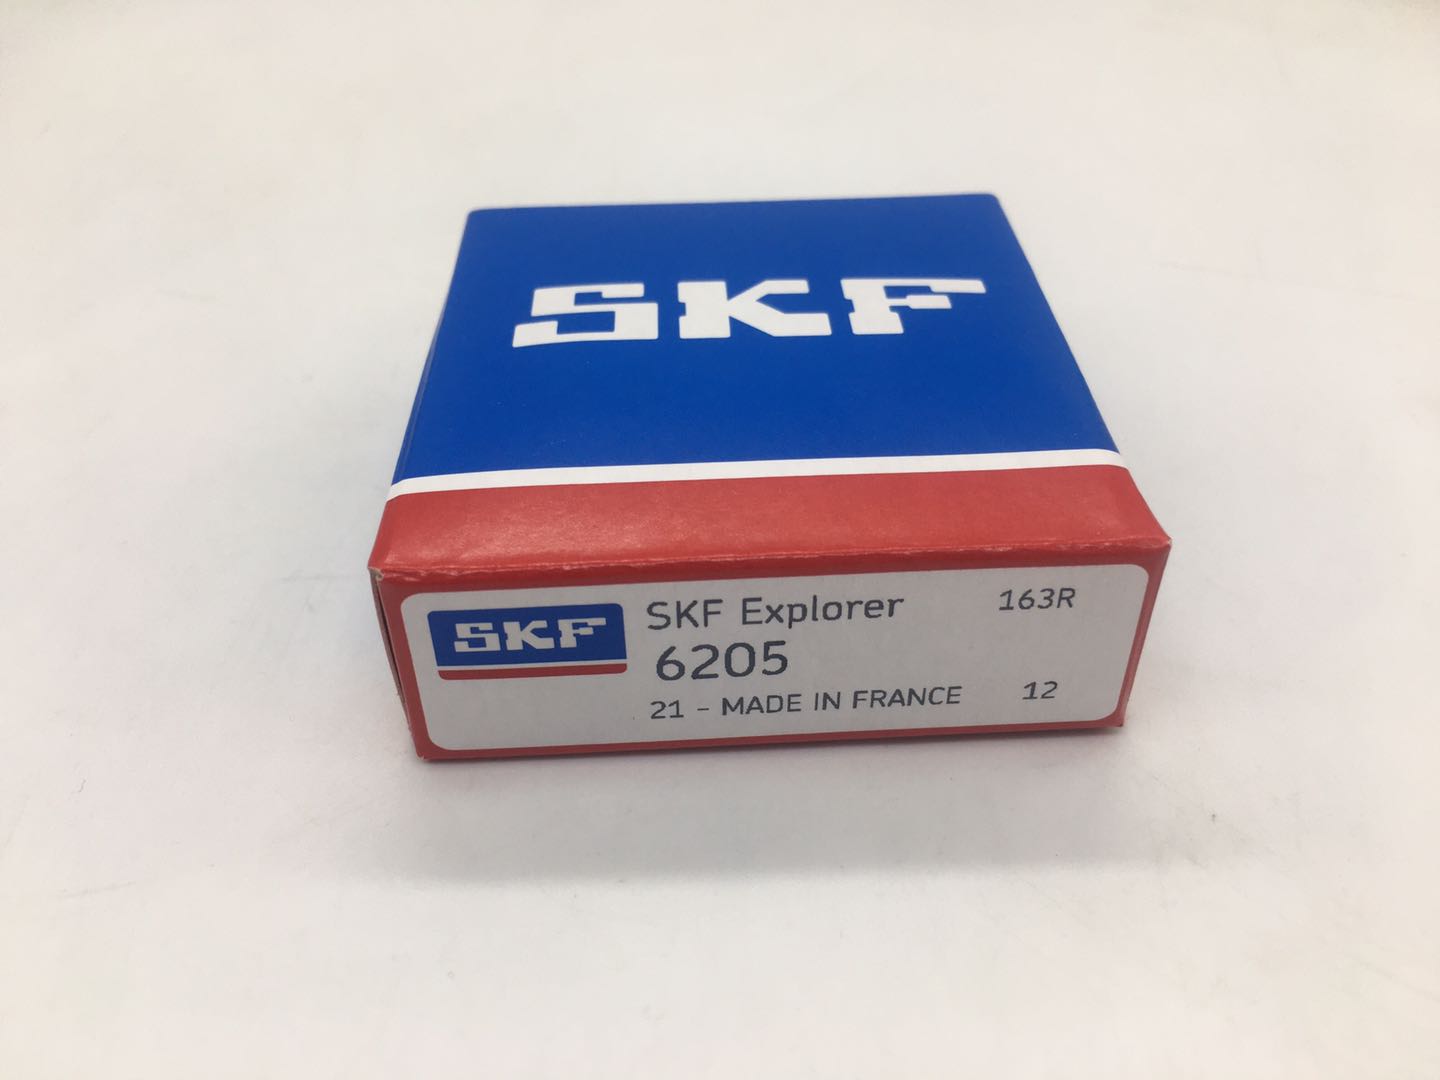 SKF
SKF
SKF Explorer 163R
6205
21 - MADE IN FRANCE 12